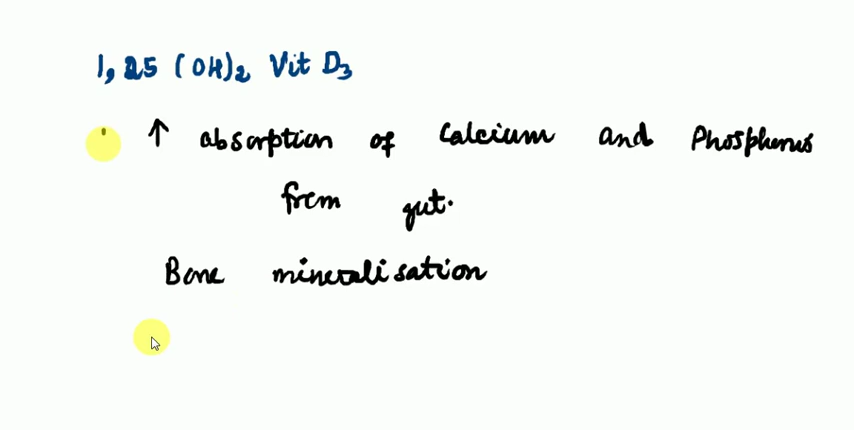 1, 25 (OH)2 Vit D3
↑ absorption of Calcium and Phosphorus
from gut.
Bone mineralisation